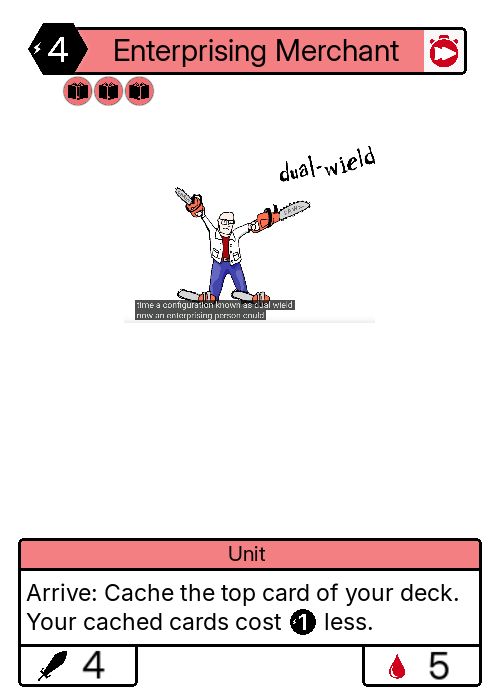 4 Enterprising Merchant
dual-wield
time a configuration known as dual wield
now an enterprising person could
Unit
Arrive: Cache the top card of your deck.
Your cached cards cost 1 less.
4 5